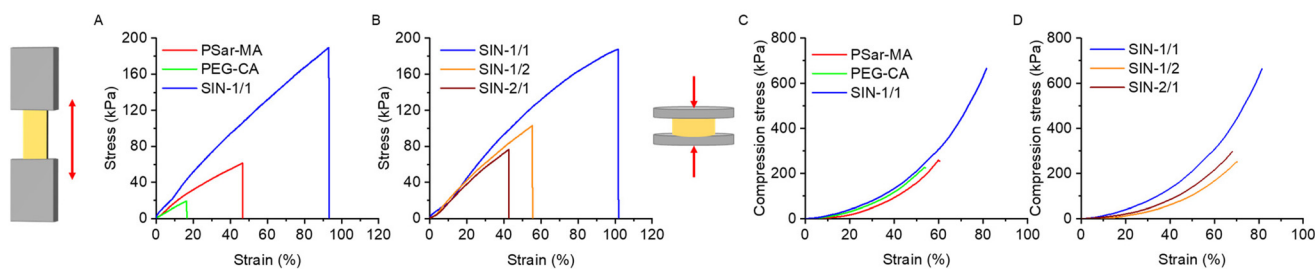 A
B
C
D
PSar-MA
PEG-CA
SIN-1/1
Stress (kPa)
200
160
120
80
40
0
0 20 40 60 80 100 120
Strain (%)
SIN-1/1
SIN-1/2
SIN-2/1
Stress (kPa)
200
160
120
80
40
0
0 20 40 60 80 100 120
Strain (%)
PSar-MA
PEG-CA
SIN-1/1
Compression stress (kPa)
800
600
400
200
0
0 20 40 60 80 100
Strain (%)
SIN-1/1
SIN-1/2
SIN-2/1
Compression stress (kPa)
800
600
400
200
0
0 20 40 60 80 100
Strain (%)